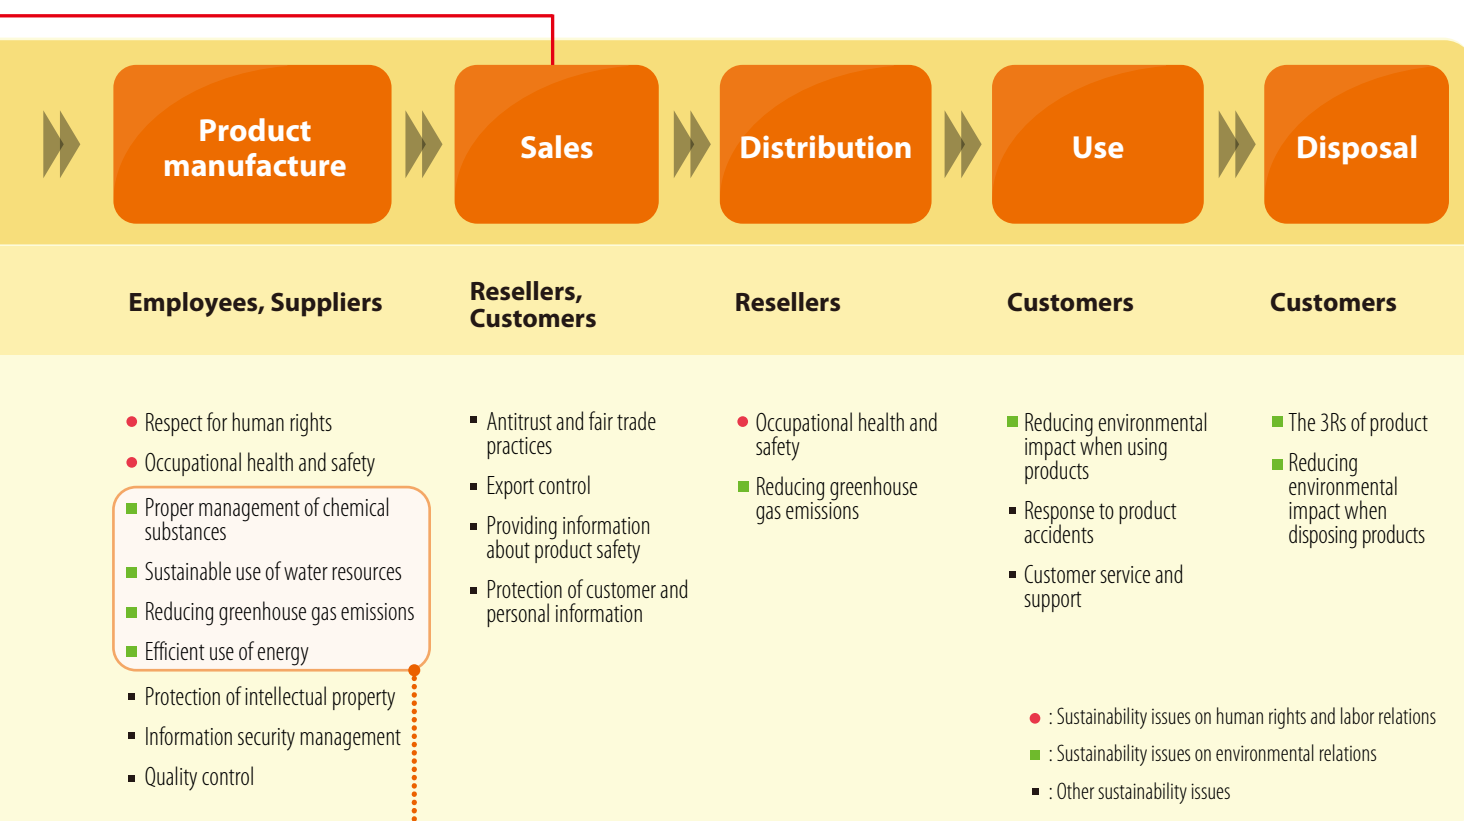 Product
manufacture
Sales
Distribution
Use
Disposal
Employees, Suppliers
Resellers,
Customers
Resellers
Customers
Customers
Respect for human rights
Occupational health and safety
Proper management of chemical
substances
Sustainable use of water resources
Reducing greenhouse gas emissions
Efficient use of energy
Protection of intellectual property
Information security management
Quality control
Antitrust and fair trade
practices
Export control
Providing information
about product safety
Protection of customer and
personal information
Occupational health and
safety
Reducing greenhouse
gas emissions
Reducing environmental
impact when using
products
Response to product
accidents
Customer service and
support
The 3Rs of product
Reducing
environmental
impact when
disposing products
: Sustainability issues on human rights and labor relations
: Sustainability issues on environmental relations
: Other sustainability issues